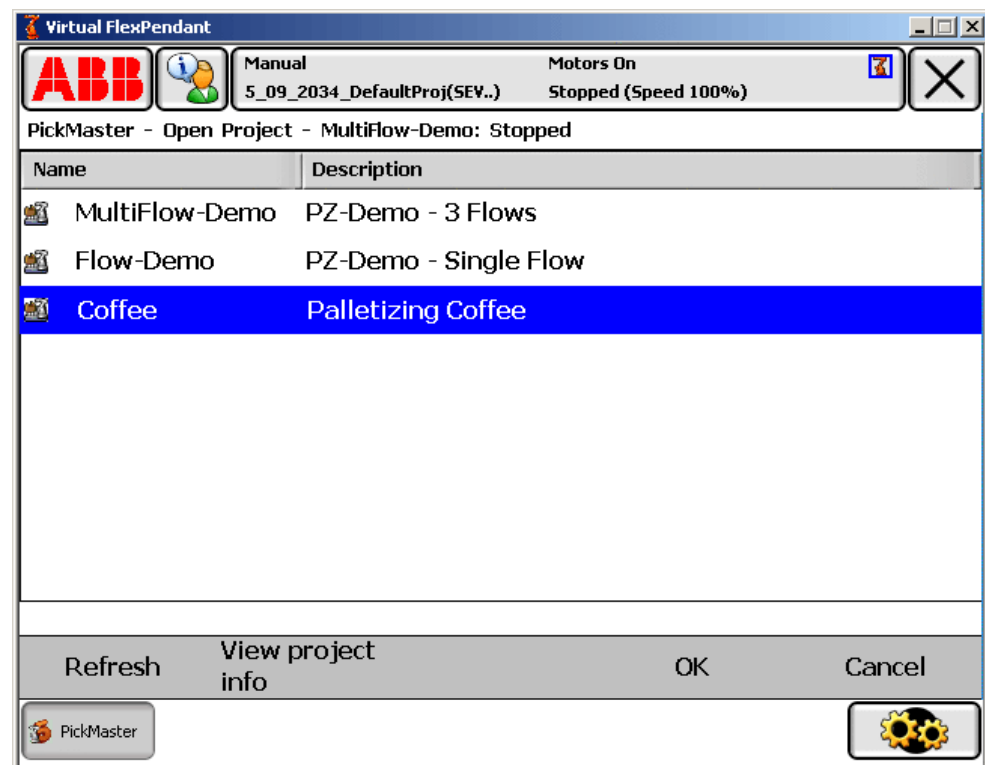 Virtual FlexPendant
ABB
Manual Motors On
5_09_2034_DefaultProj(SEV..) Stopped (Speed 100%)
PickMaster - Open Project - MultiFlow-Demo: Stopped
Name Description
MultiFlow-Demo PZ-Demo - 3 Flows
Flow-Demo PZ-Demo - Single Flow
Coffee Palletizing Coffee
Refresh View project info OK Cancel
PickMaster